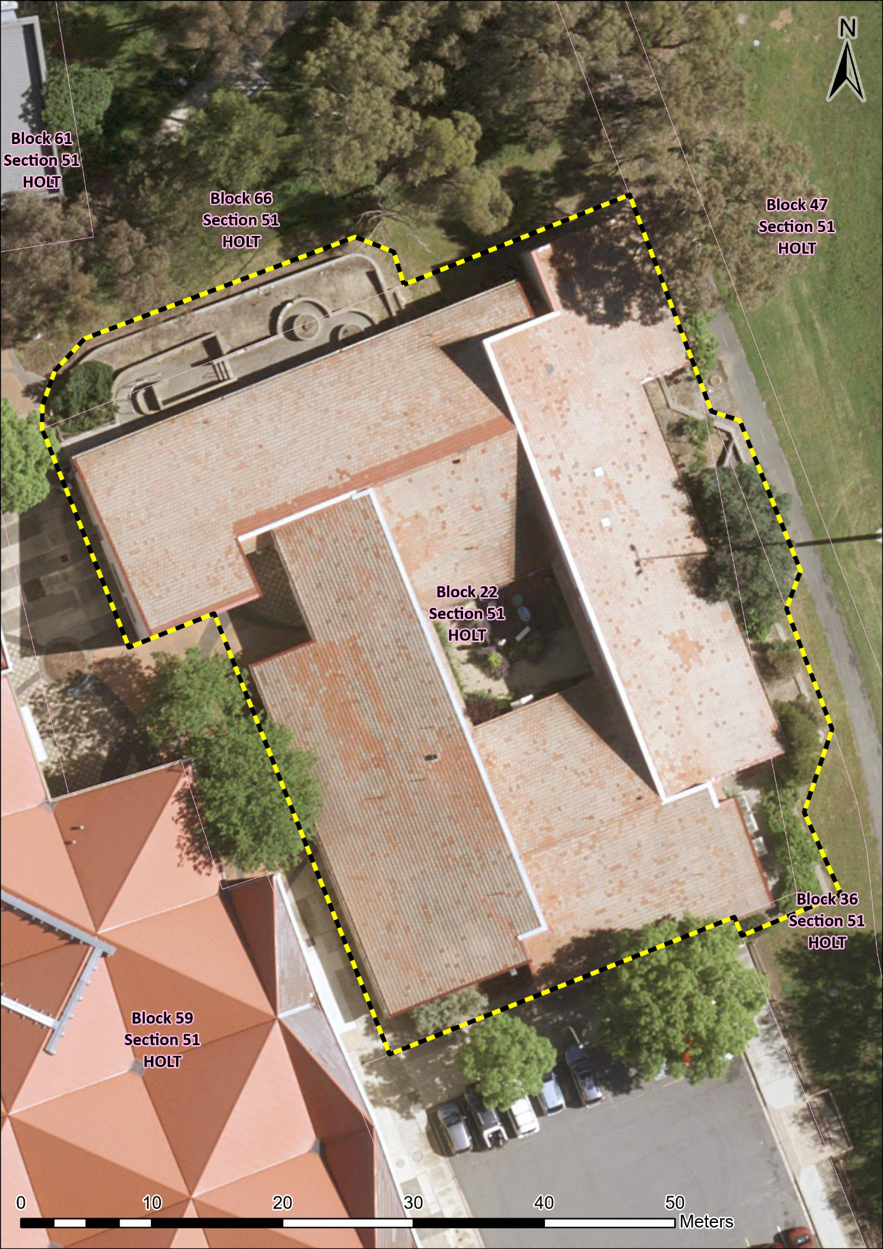 N
Block 61
Section 51
HOLT
Block 66
Section 51
HOLT
Block 47
Section 51
HOLT
Block 22
Section 51
HOLT
Block 36
Section 51
HOLT
Block 59
Section 51
HOLT
0 10 20 30 40 50
Meters